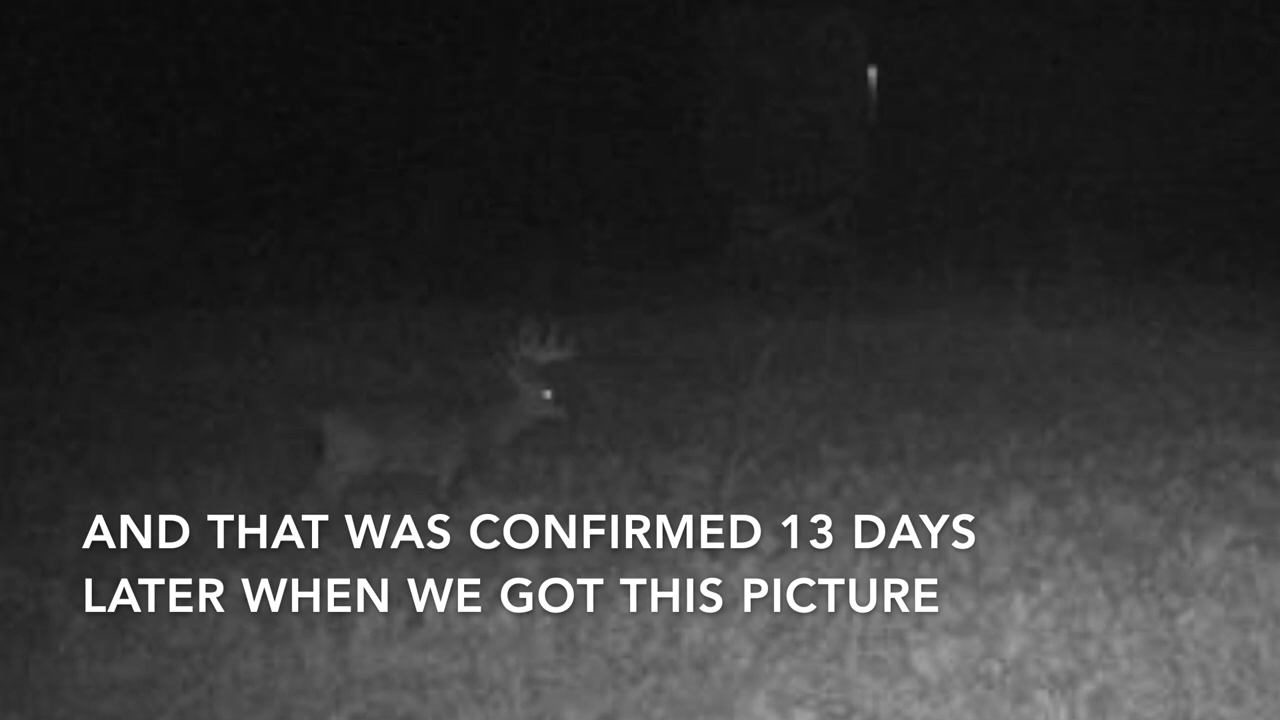 AND THAT WAS CONFIRMED 13 DAYS
LATER WHEN WE GOT THIS PICTURE